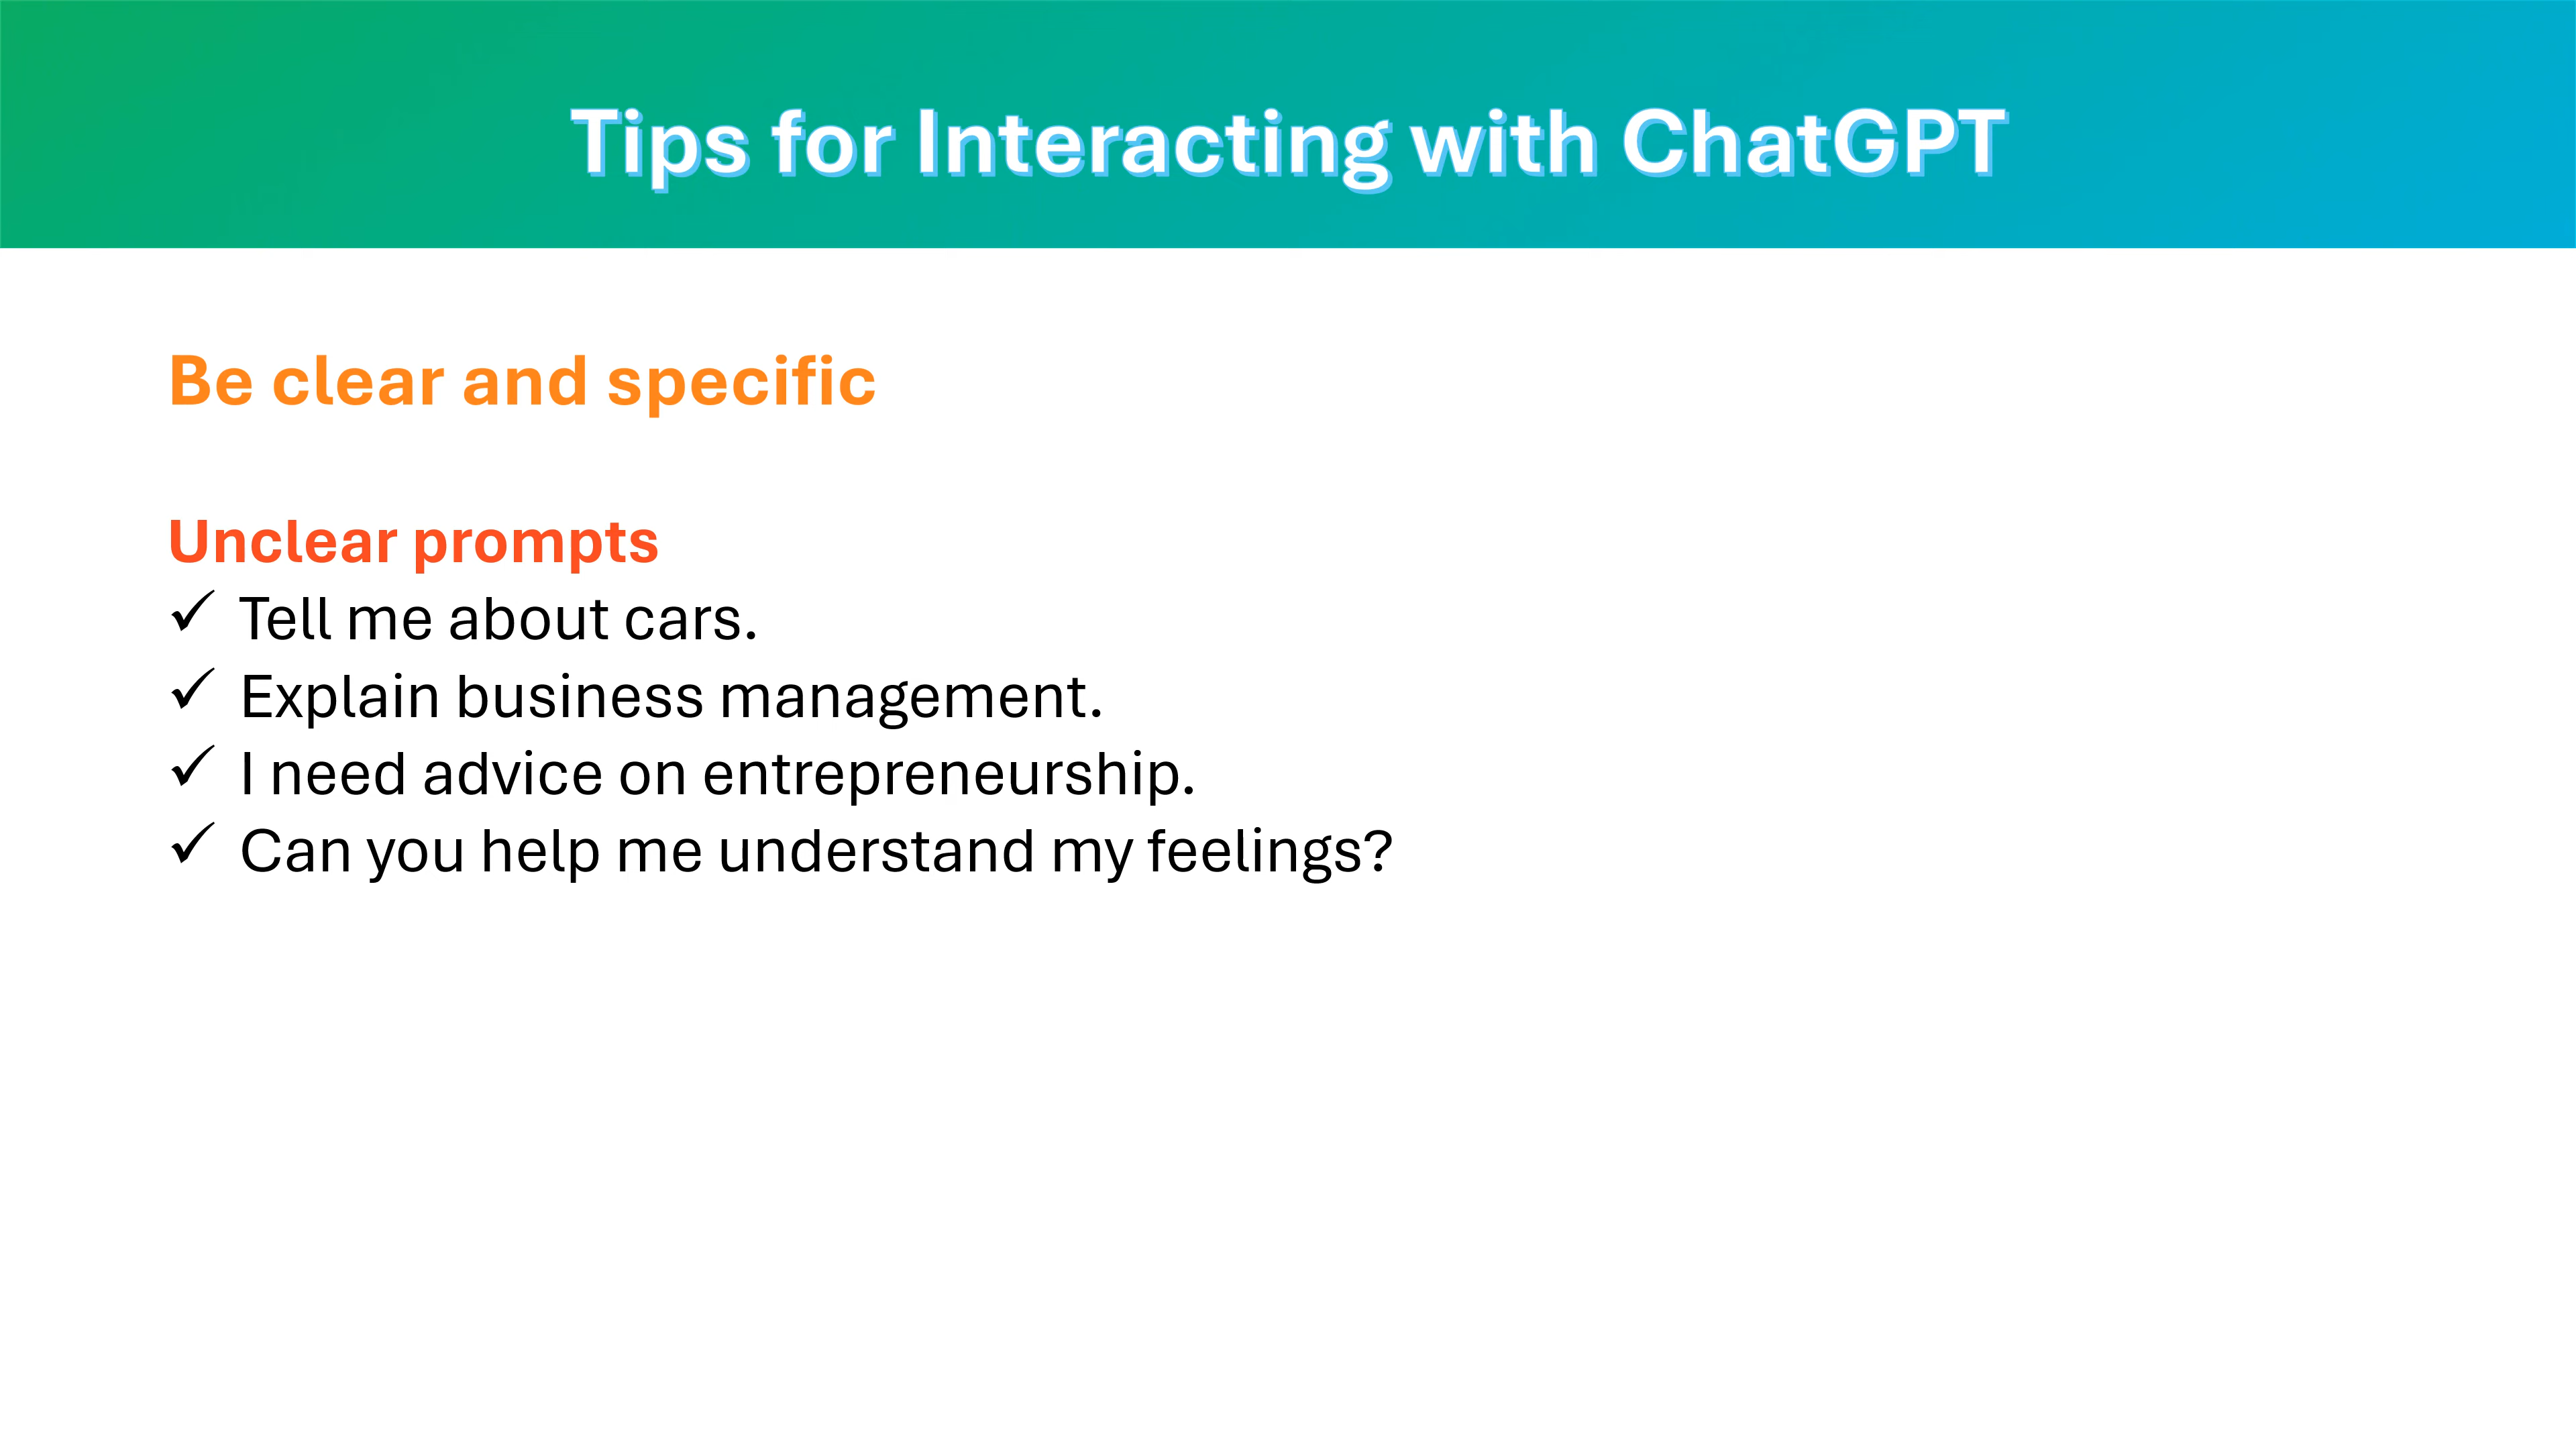 Tips for Interacting with ChatGPT
Be clear and specific
Unclear prompts
✓ Tell me about cars.
✓ Explain business management.
✓ I need advice on entrepreneurship.
✓ Can you help me understand my feelings?